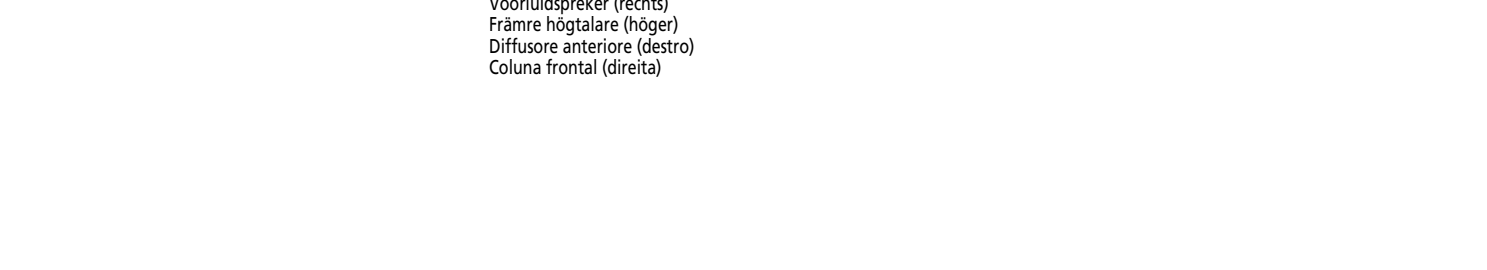 Voorluidspreker (rechts)
Främre högtalare (höger)
Diffusore anteriore (destro)
Coluna frontal (direita)